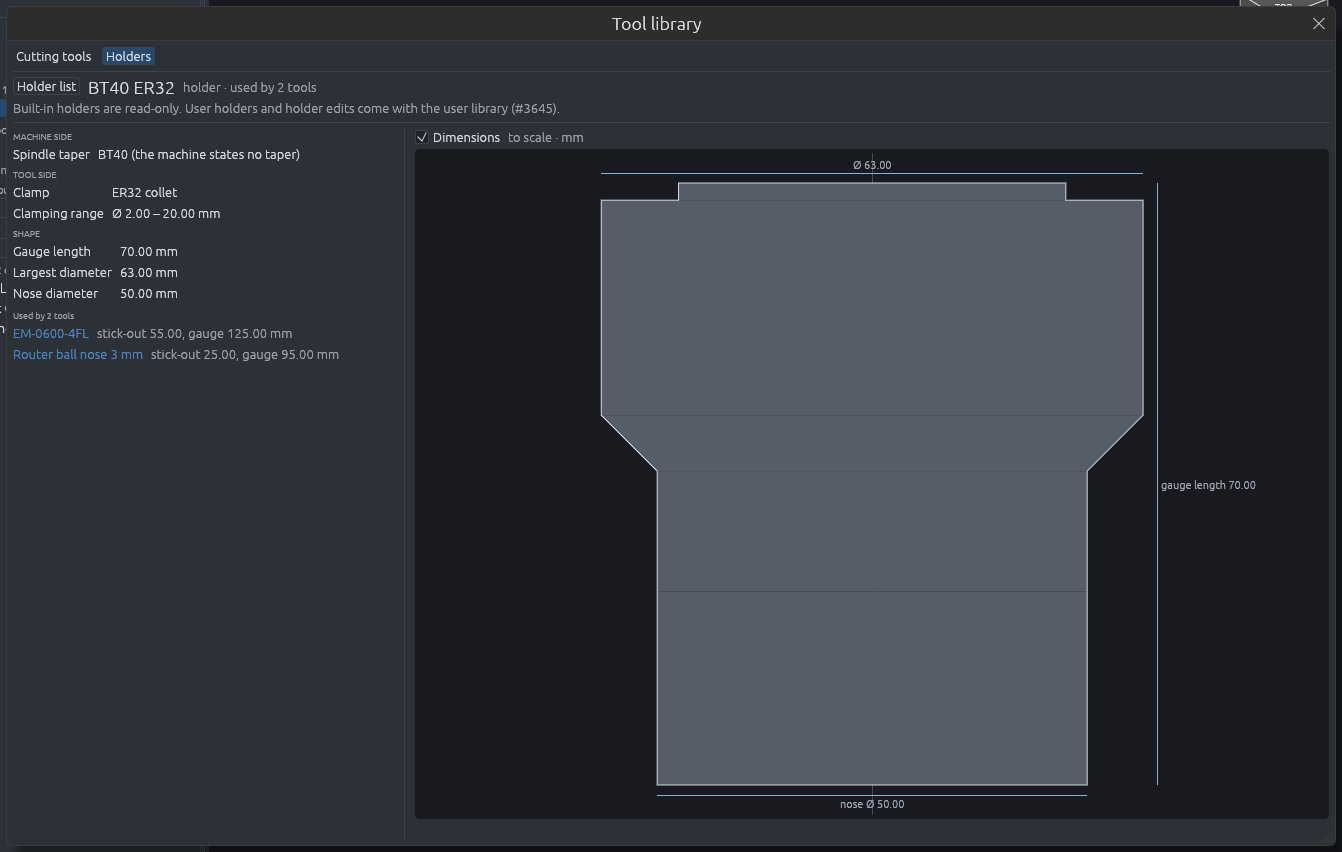 Tool library
Cutting tools Holders
Holder list BT40 ER32 holder · used by 2 tools
Built-in holders are read-only. User holders and holder edits come with the user library (#3645).
MACHINE SIDE
Spindle taper BT40 (the machine states no taper)
TOOL SIDE
Clamp ER32 collet
Clamping range Ø 2.00 – 20.00 mm
SHAPE
Gauge length 70.00 mm
Largest diameter 63.00 mm
Nose diameter 50.00 mm
Used by 2 tools
EM-0600-4FL stick-out 55.00, gauge 125.00 mm
Router ball nose 3 mm stick-out 25.00, gauge 95.00 mm
Dimensions to scale · mm
Ø 63.00
gauge length 70.00
nose Ø 50.00